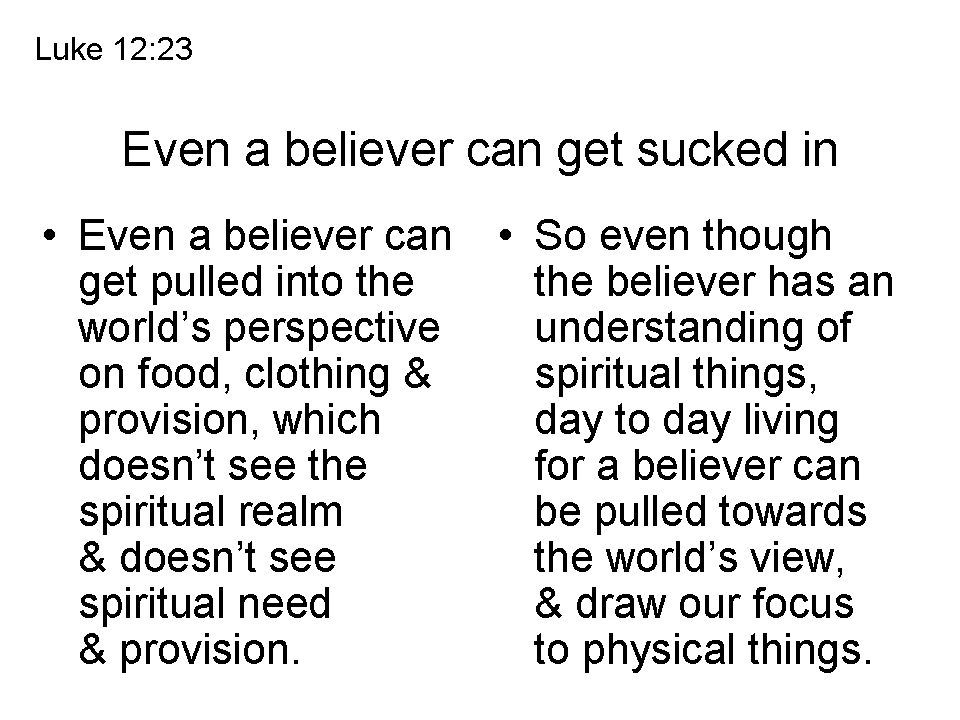 Luke 12:23
Even a believer can get sucked in
• Even a believer can
get pulled into the
world’s perspective
on food, clothing &
provision, which
doesn’t see the
spiritual realm
& doesn’t see
spiritual need
& provision.
• So even though
the believer has an
understanding of
spiritual things,
day to day living
for a believer can
be pulled towards
the world’s view,
& draw our focus
to physical things.